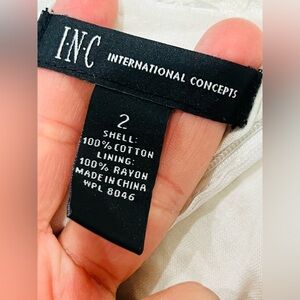 I·N·C INTERNATIONAL CONCEPTS
2
SHELL:
100% COTTON
LINING:
100% RAYON
MADE IN CHINA
WPL 8046